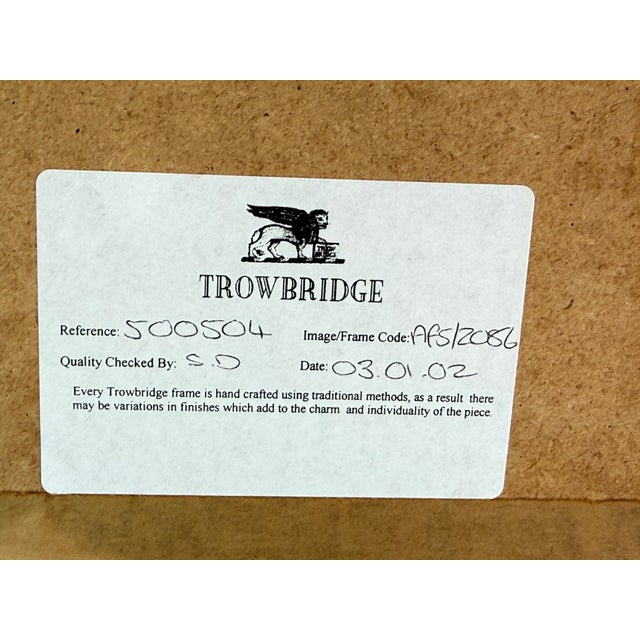 TROWBRIDGE
Reference: 500504 Image/Frame Code: AFS/2086
Quality Checked By: S.D Date: 03.01.02
Every Trowbridge frame is hand crafted using traditional methods, as a result there
may be variations in finishes which add to the charm and individuality of the piece.